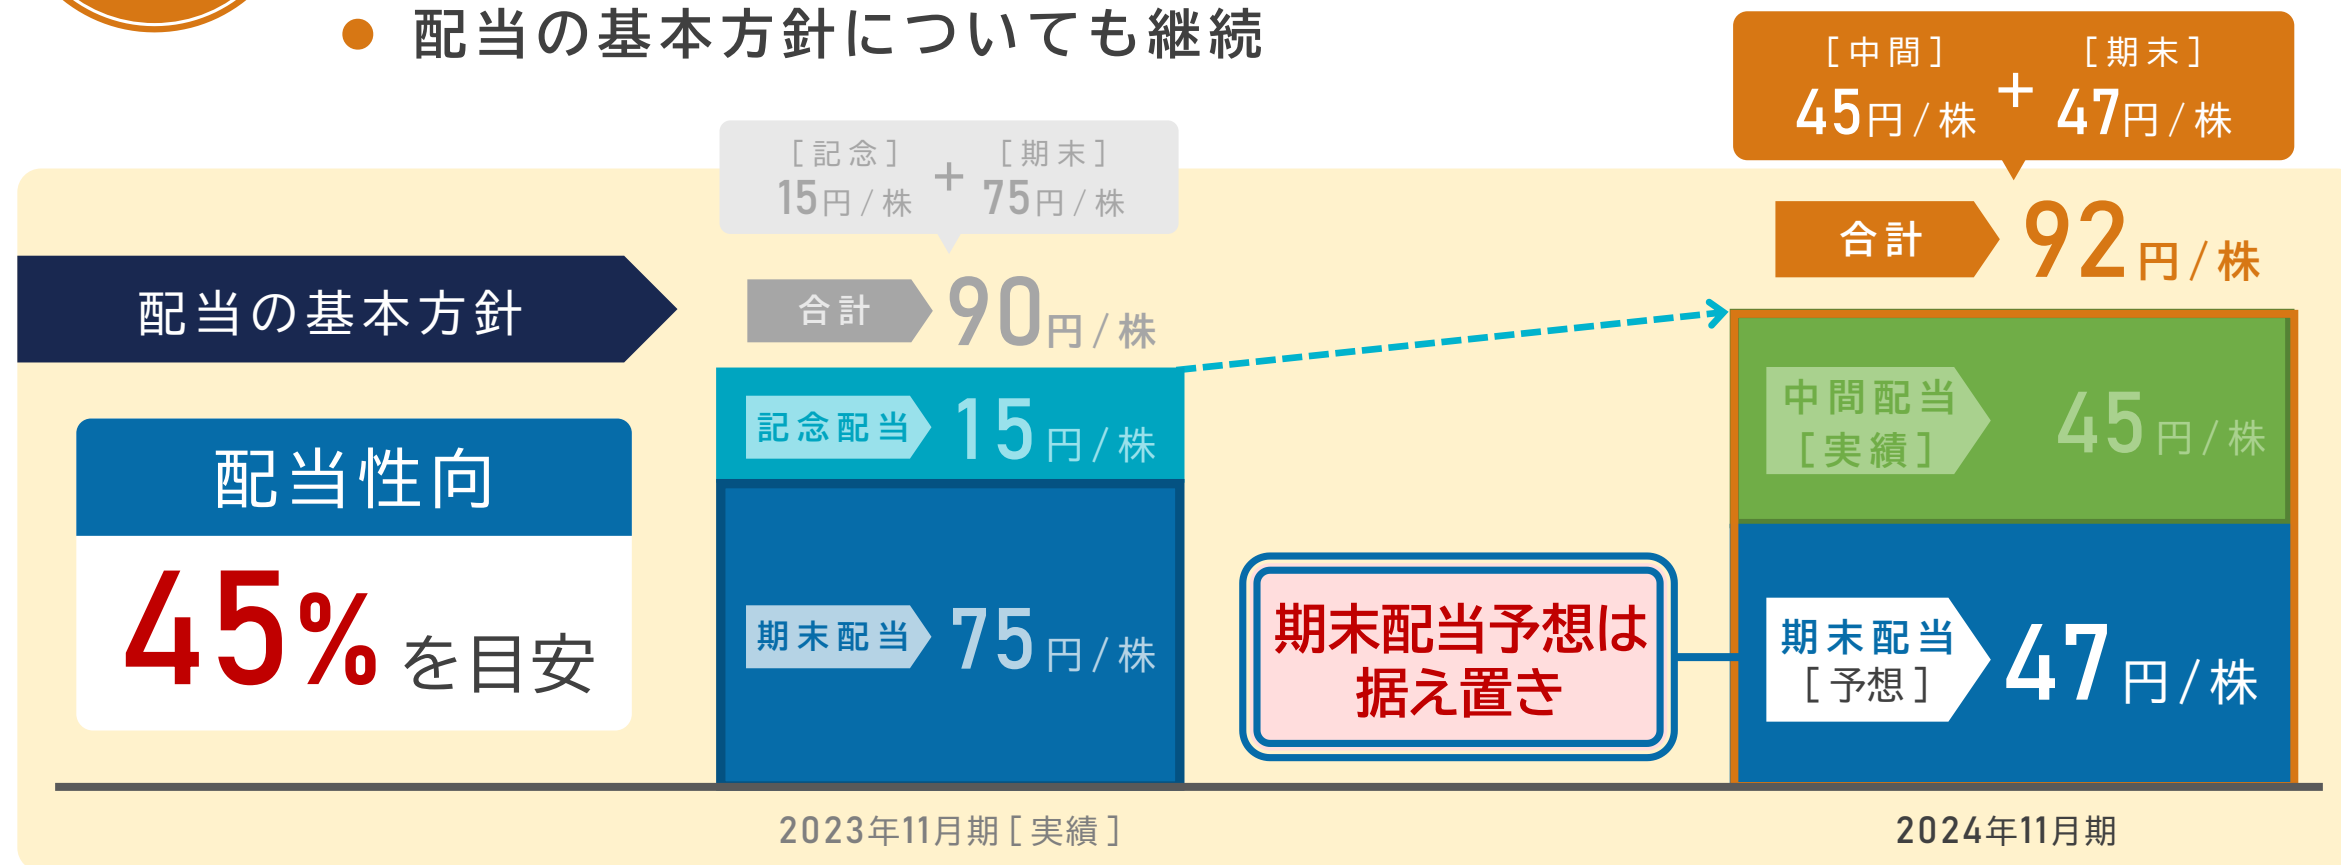 配当の基本方針についても継続
[中間] [期末]
45円/株 + 47円/株
[記念] [期末]
15円/株 + 75円/株
合計 92円/株
配当の基本方針
合計 90円/株
配当性向
45%を目安
記念配当 15円/株
期末配当 75円/株
中間配当
[実績]
45円/株
期末配当予想は
据え置き
期末配当
[予想]
47円/株
2023年11月期[実績]
2024年11月期